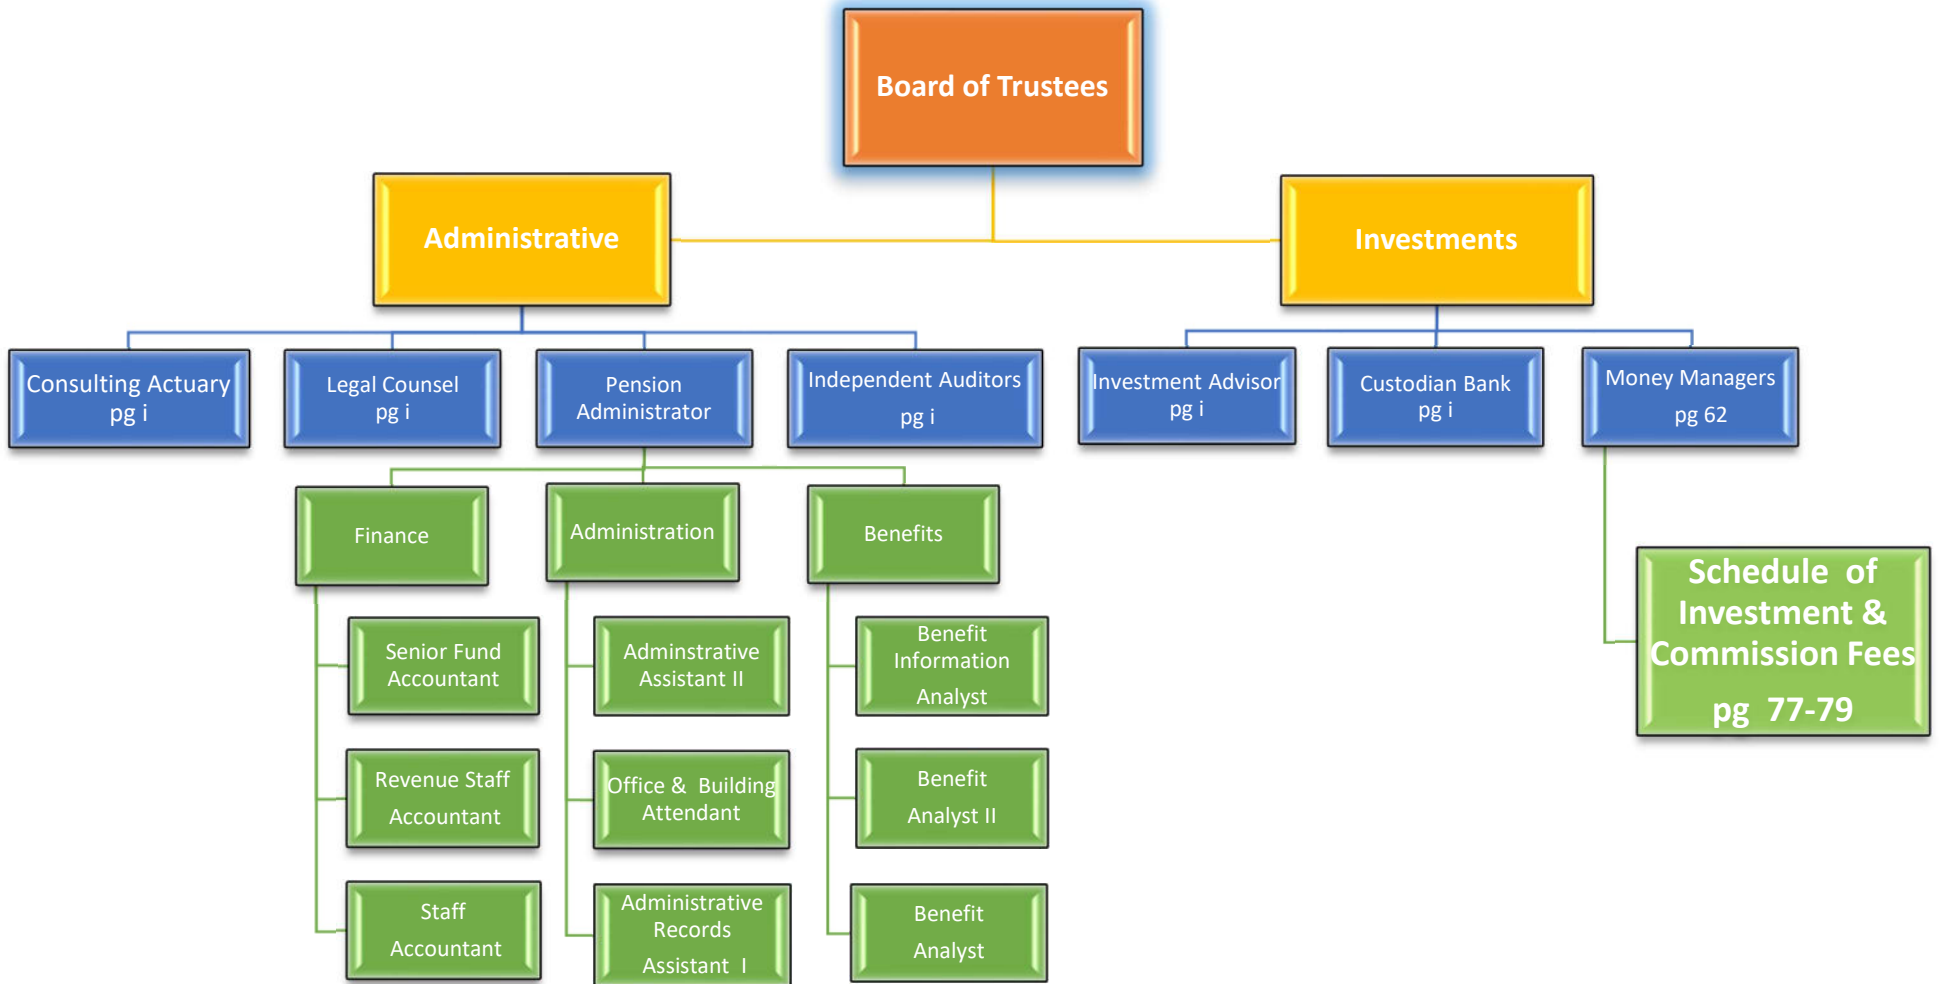 Board of Trustees
Administrative
Investments
Consulting Actuary
pg i
Legal Counsel
pg i
Pension
Administrator
Independent Auditors
pg i
Investment Advisor
pg i
Custodian Bank
pg i
Money Managers
pg 62
Finance
Administration
Benefits
Senior Fund
Accountant
Adminstrative
Assistant II
Benefit
Information
Analyst
Schedule of
Investment &
Commission Fees
pg 77-79
Revenue Staff
Accountant
Office & Building
Attendant
Benefit
Analyst II
Staff
Accountant
Administrative
Records
Assistant I
Benefit
Analyst